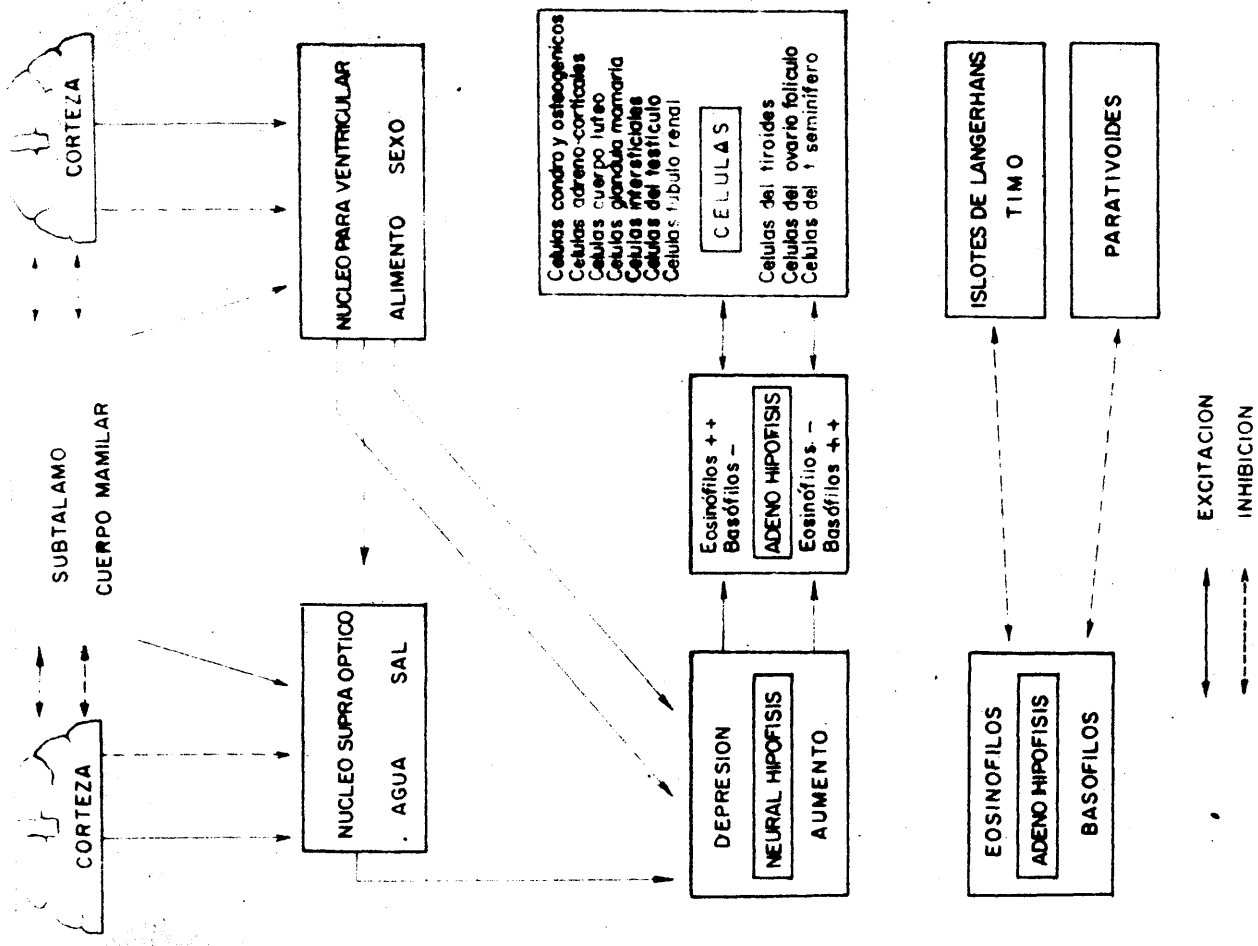 SUBTALAMO
CORTEZA
CORTEZA
CUERPO MAMILAR
NUCLEO SUPRA OPTICO
AGUA SAL
NUCLEO PARA VENTRICULAR
ALIMENTO SEXO
DEPRESION
NEURAL HIPOFISIS
AUMENTO
Eosinófilos ++
Basófilos -
ADENO HIPOFISIS
Eosinófilos -
Basófilos ++
Celulas condro y osteogenicos
Celulas adreno-corticales
Celulas cuerpo luteo
Celulas glandula mamaria
Celulas intersticiales
Celulas del testiculo
Celulas tubulo renal
CELULAS
Celulas del tiroides
Celulas del ovario foliculo
Celulas del t seminífero
EOSINOFILOS
ADENO HIPOFISIS
BASOFILOS
ISLOTES DE LANGERHANS
TIMO
PARATIVOIDES
EXCITACION
INHIBICION